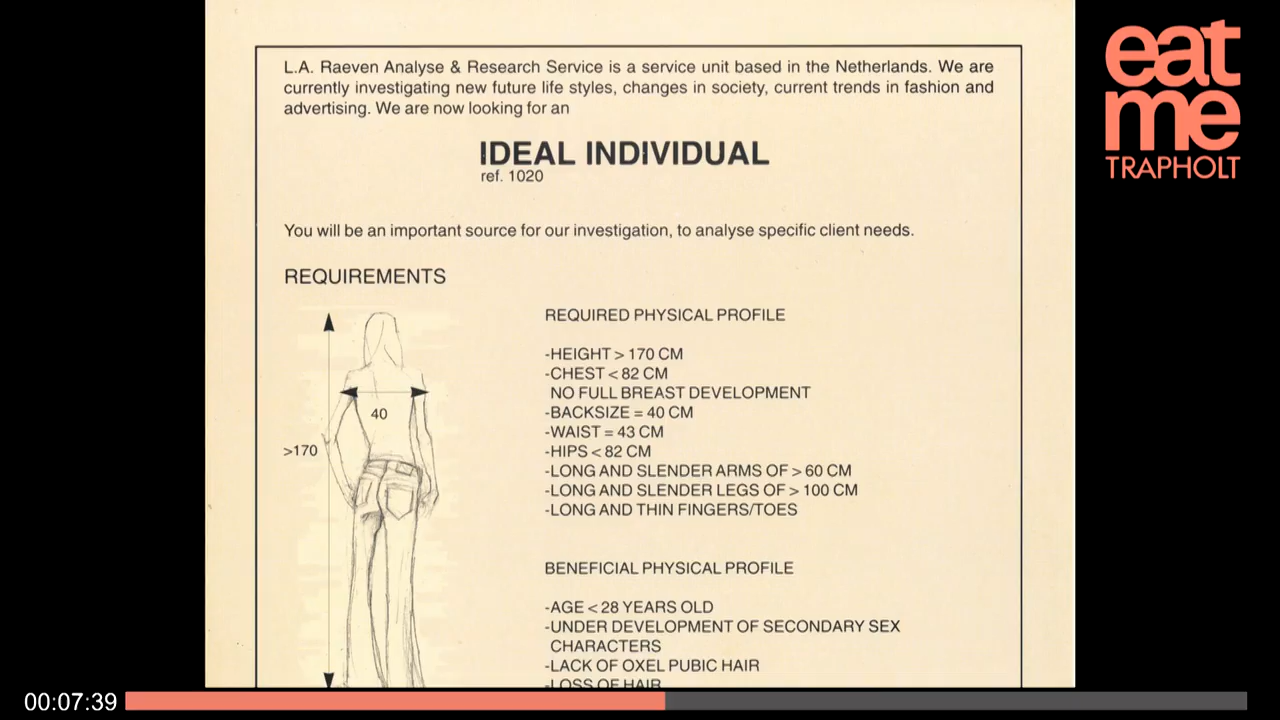 L.A. Raeven Analyse & Research Service is a service unit based in the Netherlands. We are
currently investigating new future life styles, changes in society, current trends in fashion and
advertising. We are now looking for an
IDEAL INDIVIDUAL
ref. 1020
You will be an important source for our investigation, to analyse specific client needs.
REQUIREMENTS
>170
40
REQUIRED PHYSICAL PROFILE
-HEIGHT > 170 CM
-CHEST < 82 CM
NO FULL BREAST DEVELOPMENT
-BACKSIZE = 40 CM
-WAIST = 43 CM
-HIPS < 82 CM
-LONG AND SLENDER ARMS OF > 60 CM
-LONG AND SLENDER LEGS OF > 100 CM
-LONG AND THIN FINGERS/TOES
BENEFICIAL PHYSICAL PROFILE
-AGE < 28 YEARS OLD
-UNDER DEVELOPMENT OF SECONDARY SEX
CHARACTERS
-LACK OF OXEL PUBIC HAIR
-LOSS OF HAIR
eat
me
TRAPHOLT
00:07:39